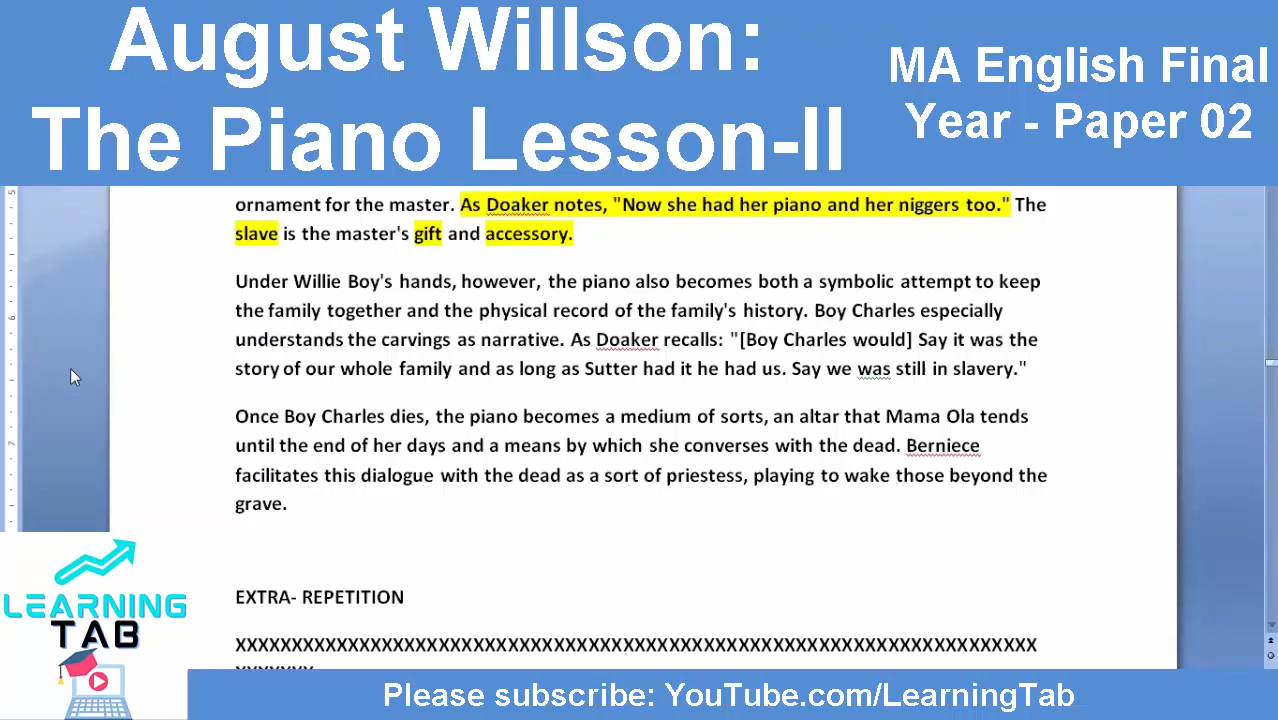 August Willson:
The Piano Lesson-II
MA English Final
Year - Paper 02
ornament for the master. As Doaker notes, "Now she had her piano and her niggers too." The
slave is the master's gift and accessory.
Under Willie Boy's hands, however, the piano also becomes both a symbolic attempt to keep
the family together and the physical record of the family's history. Boy Charles especially
understands the carvings as narrative. As Doaker recalls: "[Boy Charles would] Say it was the
story of our whole family and as long as Sutter had it he had us. Say we was still in slavery."
Once Boy Charles dies, the piano becomes a medium of sorts, an altar that Mama Ola tends
until the end of her days and a means by which she converses with the dead. Berniece
facilitates this dialogue with the dead as a sort of priestess, playing to wake those beyond the
grave.
EXTRA- REPETITION
XXXXXXXXXXXXXXXXXXXXXXXXXXXXXXXXXXXXXXXXXXXXXXXXXXXXXXXXXXXXXXXXXXXXXXXX
XXXXXXX
LEARNING
TAB
Please subscribe: YouTube.com/LearningTab